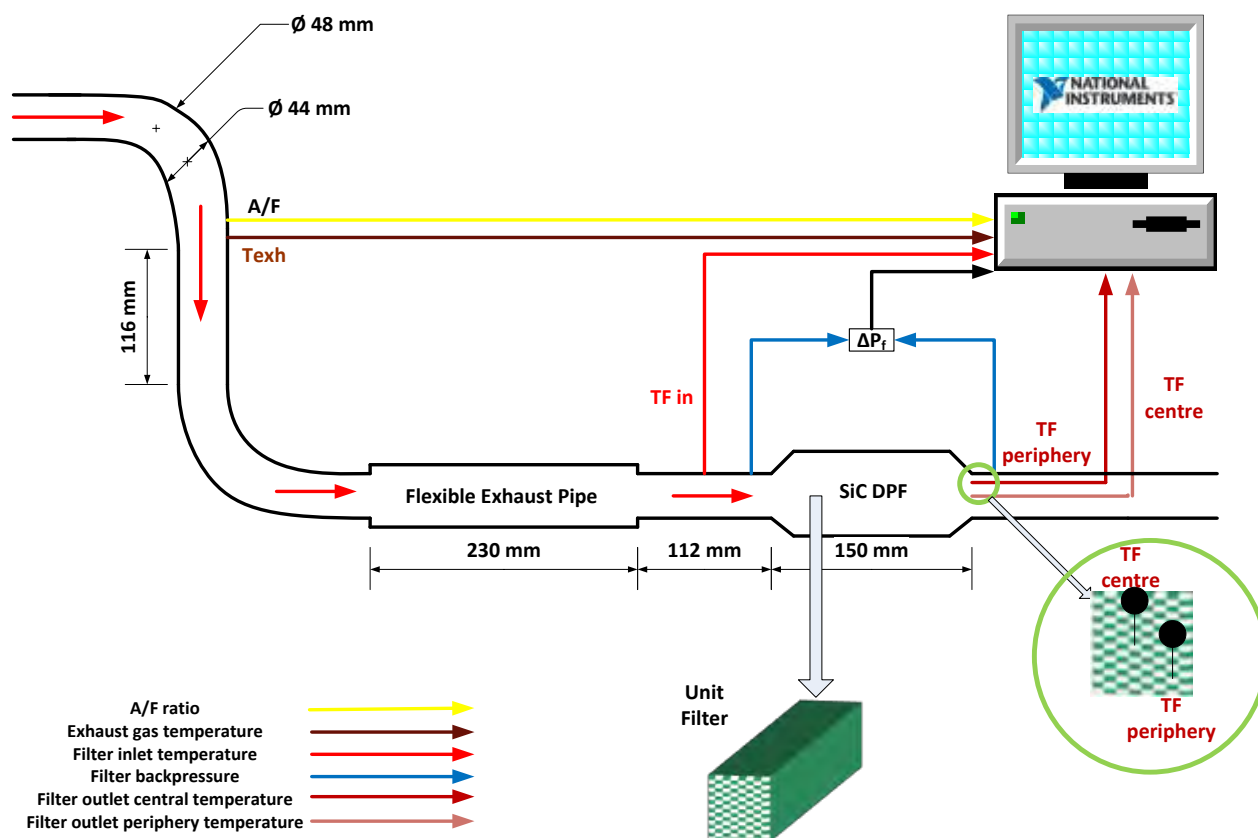 Ø 48 mm
Ø 44 mm
NATIONAL
INSTRUMENTS
A/F
Texh
116 mm
ΔPf
TF in
TF
centre
TF
periphery
Flexible Exhaust Pipe
SiC DPF
230 mm
112 mm
150 mm
TF
centre
Unit
Filter
TF
periphery
A/F ratio
Exhaust gas temperature
Filter inlet temperature
Filter backpressure
Filter outlet central temperature
Filter outlet periphery temperature